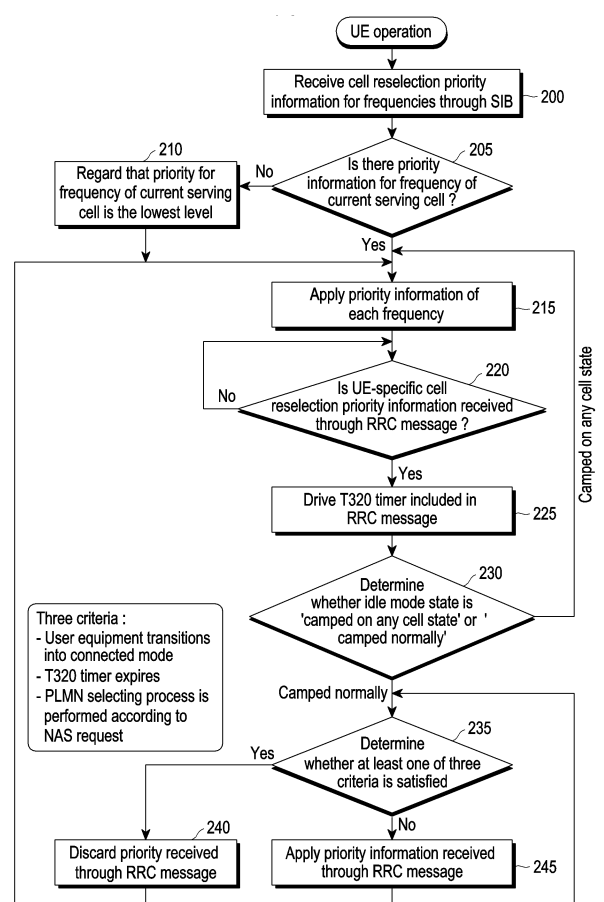 UE operation
Receive cell reselection priority
information for frequencies through SIB
200
205
Is there priority
information for frequency of
current serving cell ?
No
Yes
210
Regard that priority for
frequency of current serving
cell is the lowest level
Apply priority information of
each frequency
215
220
Is UE-specific cell
reselection priority information received
through RRC message ?
No
Yes
Camped on any cell state
Drive T320 timer included in
RRC message
225
230
Determine
whether idle mode state is
'camped on any cell state' or '
camped normally'
Three criteria :
- User equipment transitions
into connected mode
- T320 timer expires
- PLMN selecting process is
performed according to
NAS request
Camped normally
235
Determine
whether at least one of three
criteria is satisfied
Yes
No
240
Discard priority received
through RRC message
Apply priority information received
through RRC message
245